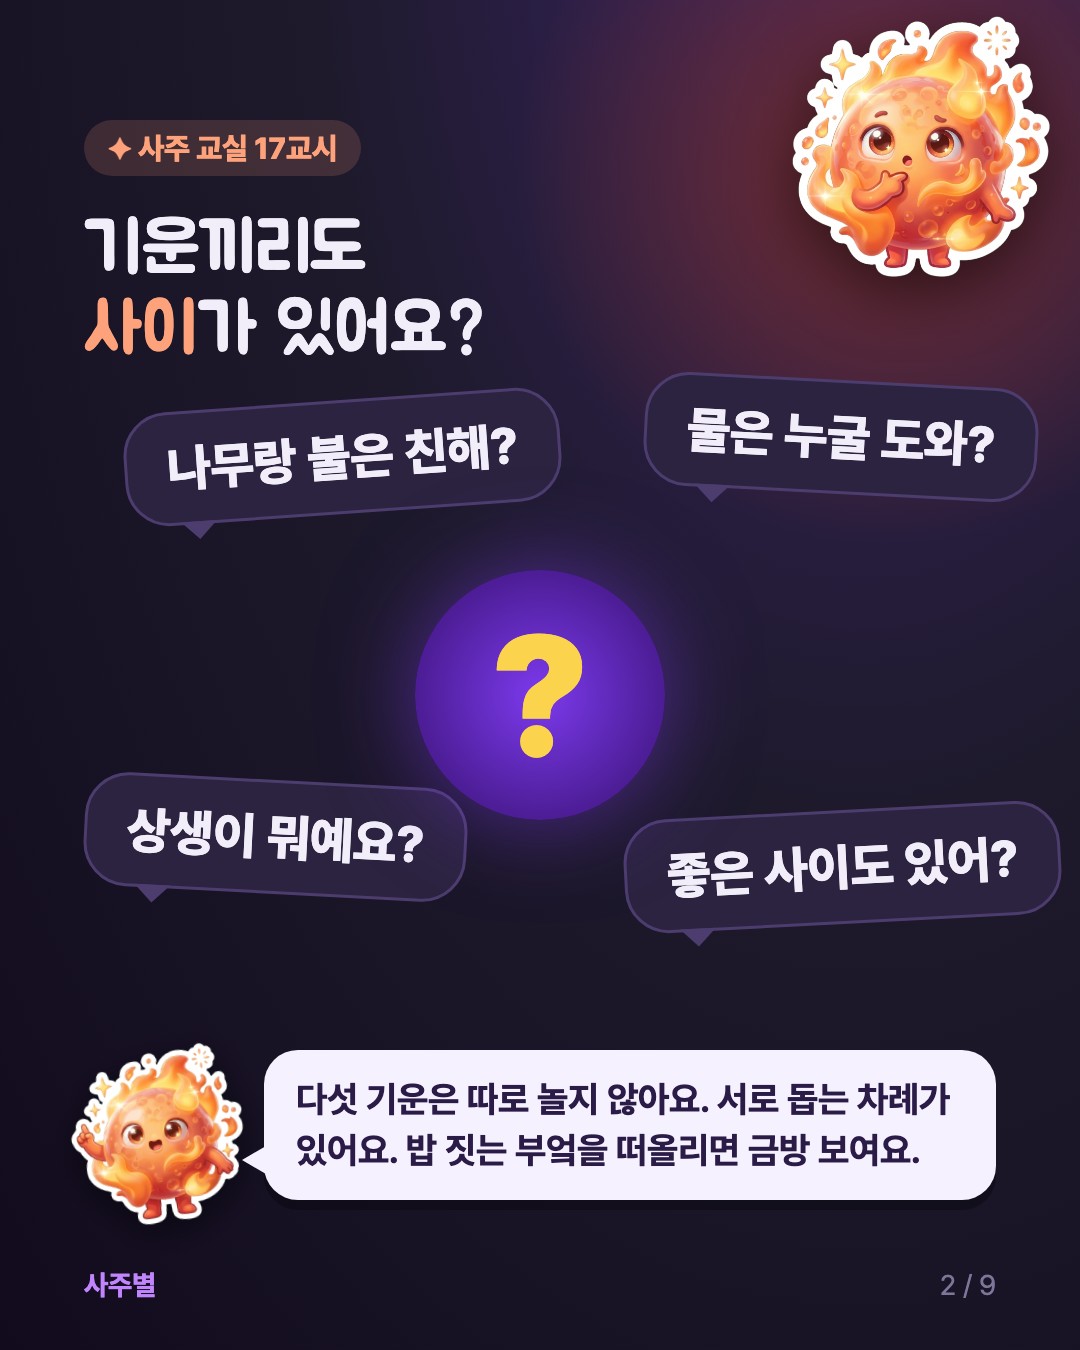 ✦ 사주 교실 17교시
기운끼리도
사이가 있어요?
나무랑 불은 친해?
물은 누굴 도와?
?
상생이 뭐예요?
좋은 사이도 있어?
다섯 기운은 따로 놀지 않아요. 서로 돕는 차례가
있어요. 밥 짓는 부엌을 떠올리면 금방 보여요.
사주별
2 / 9